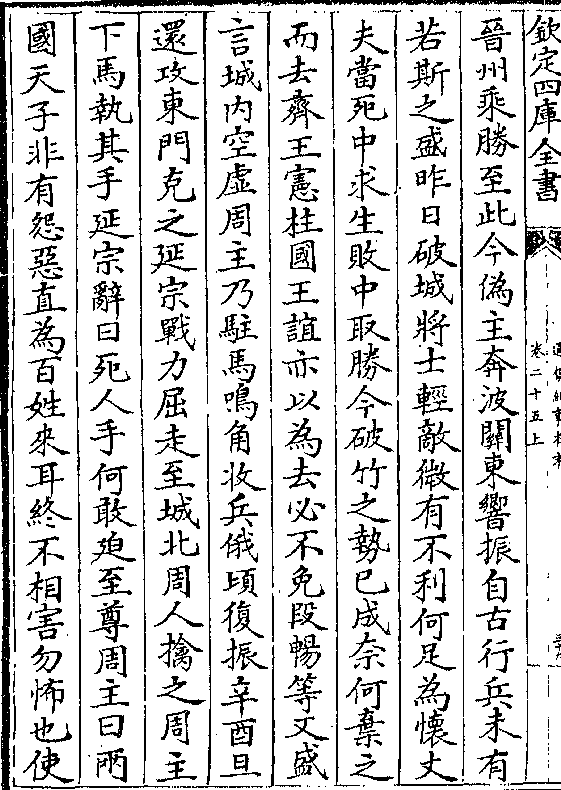 欽定四庫全書
卷二十五上
晉州乘勝至此今偽主奔波關東響振自古行兵未有
若斯之盛昨日破城將士輕敵微有不利何足為懷丈
夫當死中求生敗中取勝今破竹之勢已成奈何棄之
而去齊王憲柱國王誼亦以為去必不免段暢等又盛
言城内空虛周主乃駐馬鳴角收兵俄頃復振辛酉旦
還攻東門克之延宗戰力屈走至城北周人擒之周主
下馬執其手延宗辭曰死人手何敢廹至尊周主曰兩
國天子非有怨惡直為百姓來耳終不相害勿怖也使